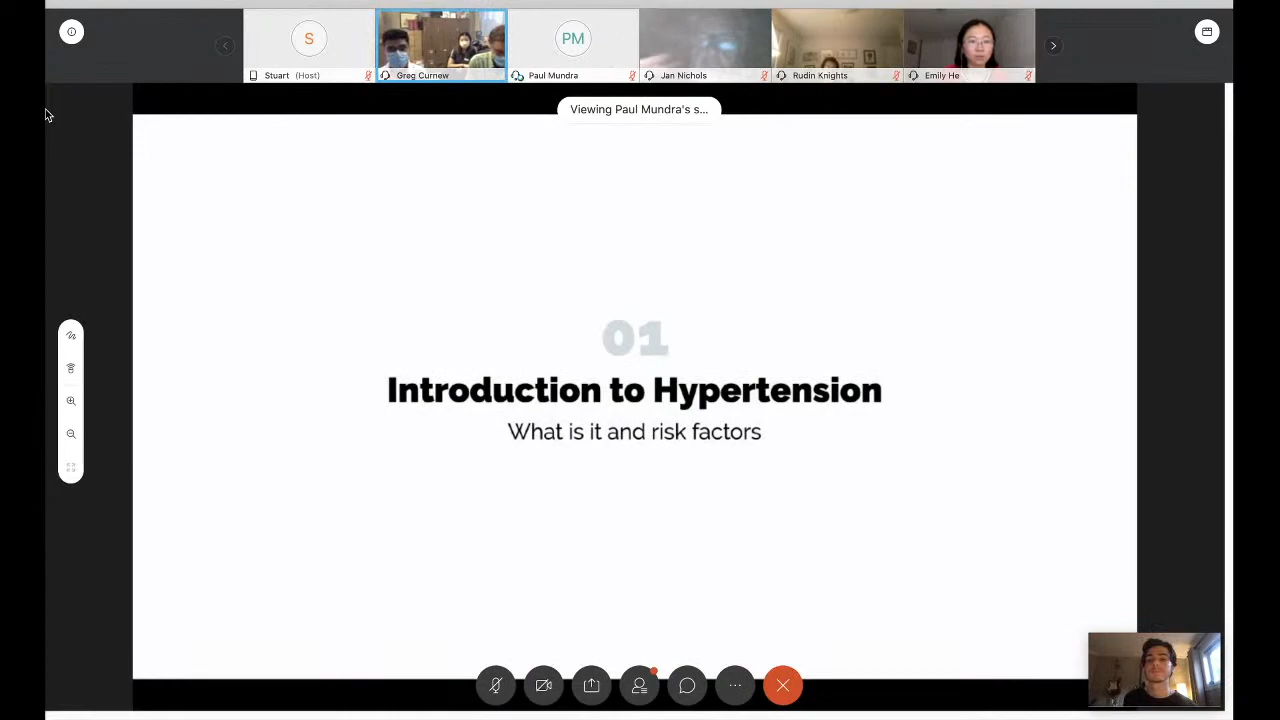 S
PM
Stuart (Host)
Greg Curnew
Paul Mundra
Jan Nichols
Rudin Knights
Emily He
Viewing Paul Mundra's s...
01
Introduction to Hypertension
What is it and risk factors